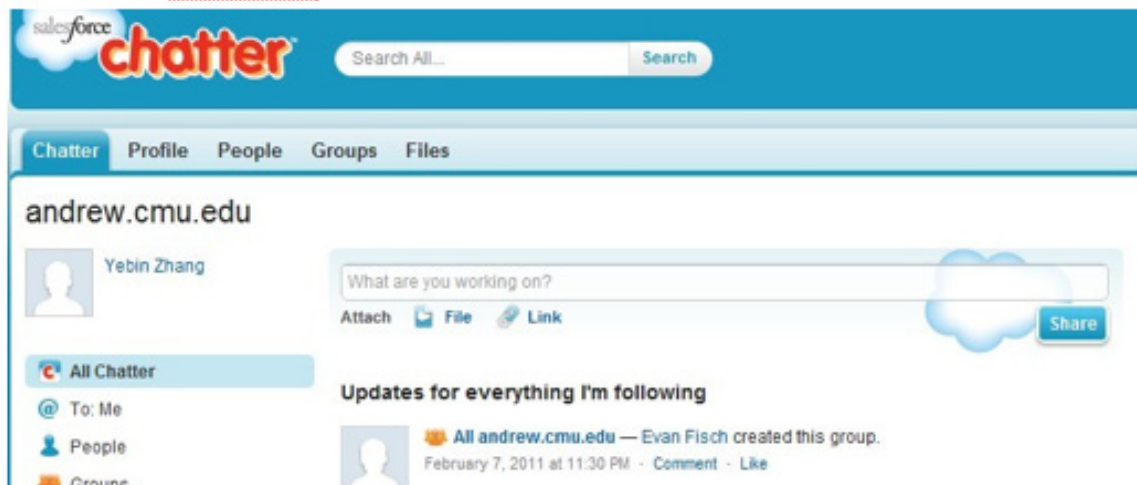 salesforce
chatter
Search All...
Search
Chatter Profile People Groups Files
andrew.cmu.edu
Yebin Zhang
What are you working on?
Attach File Link
Share
All Chatter
To: Me
People
Groups
Updates for everything I'm following
All andrew.cmu.edu — Evan Fisch created this group.
February 7, 2011 at 11:30 PM · Comment · Like